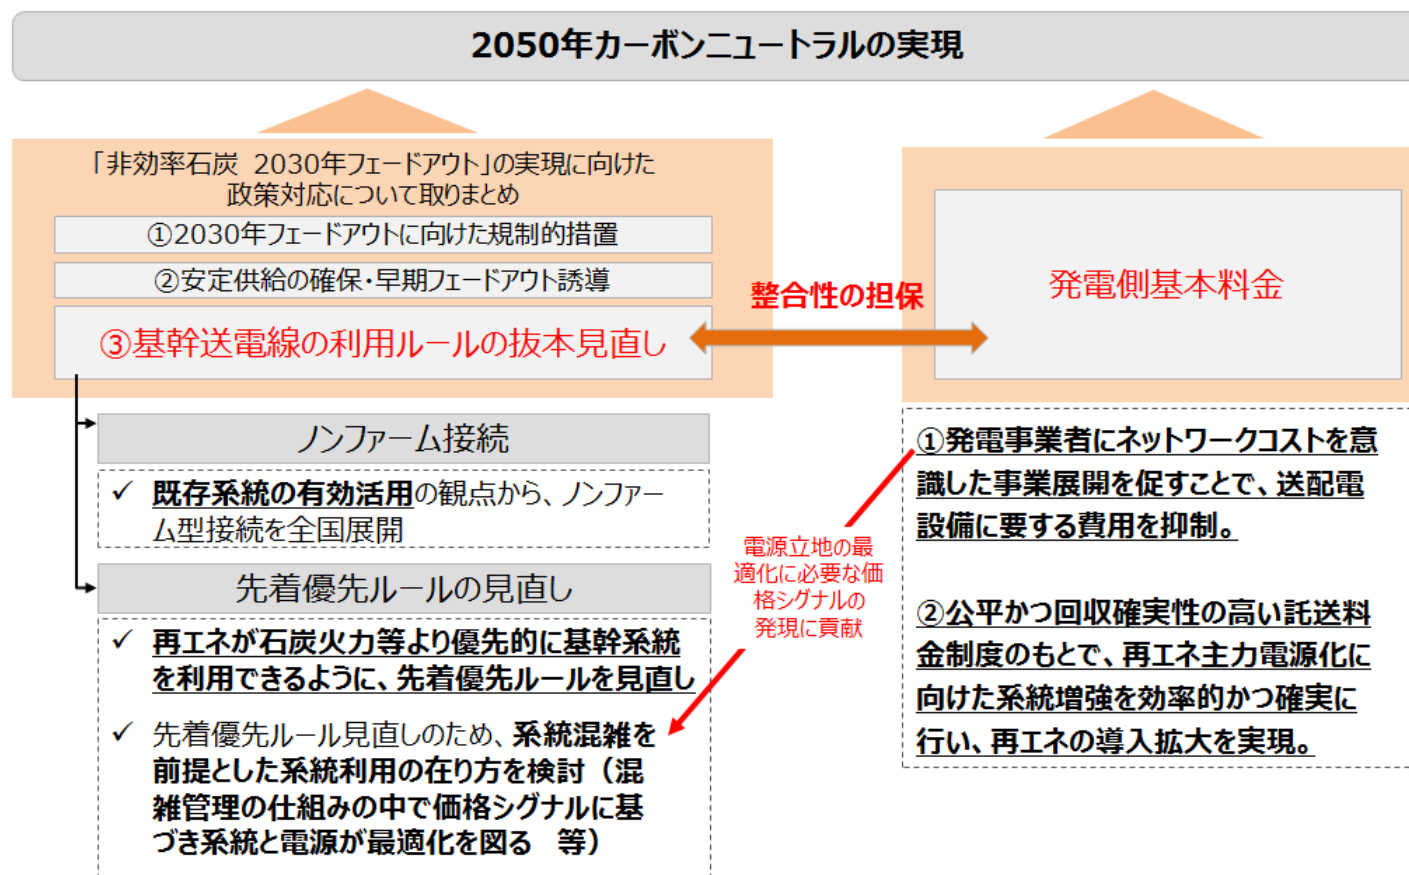 2050年カーボンニュートラルの実現
「非効率石炭 2030年フェードアウト」の実現に向けた
政策対応について取りまとめ
①2030年フェードアウトに向けた規制的措置
②安定供給の確保・早期フェードアウト誘導
③基幹送電線の利用ルールの抜本見直し
整合性の担保
発電側基本料金
ノンファーム接続
✓ 既存系統の有効活用の観点から、ノンファー
ム型接続を全国展開
先着優先ルールの見直し
✓ 再エネが石炭火力等より優先的に基幹系統
を利用できるように、先着優先ルールを見直し
✓ 先着優先ルール見直しのため、系統混雑を
前提とした系統利用の在り方を検討（混
雑管理の仕組みの中で価格シグナルに基
づき系統と電源が最適化を図る 等）
電源立地の最
適化に必要な価
格シグナルの
発現に貢献
①発電事業者にネットワークコストを意
識した事業展開を促すことで、送配電
設備に要する費用を抑制。
②公平かつ回収確実性の高い託送料
金制度のもとで、再エネ主力電源化に
向けた系統増強を効率的かつ確実に
行い、再エネの導入拡大を実現。